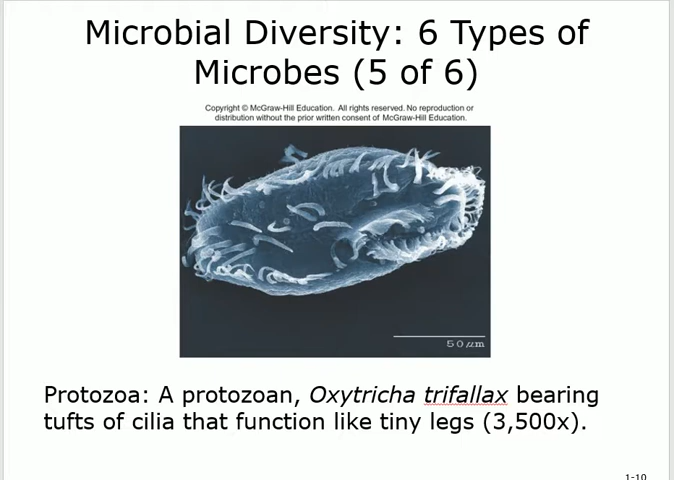 Microbial Diversity: 6 Types of
Microbes (5 of 6)
Copyright © McGraw-Hill Education. All rights reserved. No reproduction or
distribution without the prior written consent of McGraw-Hill Education.
50 μm
Protozoa: A protozoan, Oxytricha trifallax bearing
tufts of cilia that function like tiny legs (3,500x).
1-10